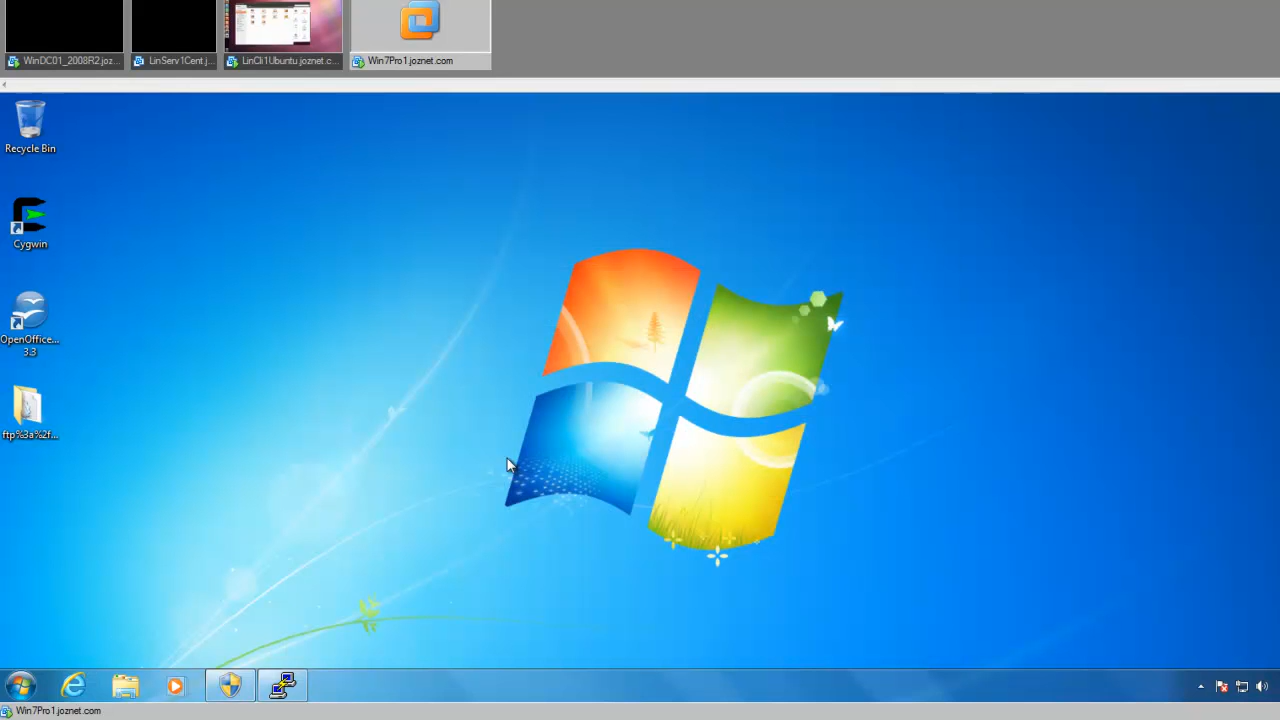 WinDC01_2008R2.joz...
LinServ1Cent.j...
LinCli1Ubuntu.joznet.c...
Win7Pro1.joznet.com
Recycle Bin
Cygwin
OpenOffice...
3.3
ftp%3a%2f...
Win7Pro1.joznet.com